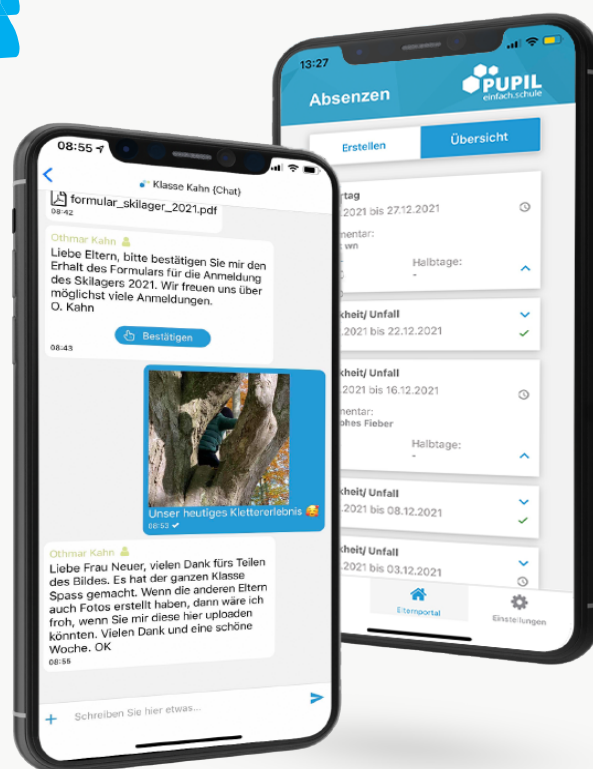 08:55
Klasse Kahn {Chat}
formular_skilager_2021.pdf
08:42
Othmar Kahn
Liebe Eltern, bitte bestätigen Sie mir den
Erhalt des Formulars für die Anmeldung
des Skilagers 2021. Wir freuen uns über
möglichst viele Anmeldungen.
O. Kahn
Bestätigen
08:43
Unser heutiges Klettererlebnis 🥰
08:53
Othmar Kahn
Liebe Frau Neuer, vielen Dank fürs Teilen
des Bildes. Es hat der ganzen Klasse
Spass gemacht. Wenn die anderen Eltern
auch Fotos erstellt haben, dann wäre ich
froh, wenn Sie mir diese hier uploaden
könnten. Vielen Dank und eine schöne
Woche. OK
08:55
Schreiben Sie hier etwas...
13:27
Absenzen
PUPIL
einfach.schule
Erstellen
Übersicht
rtag
.2021 bis 27.12.2021
mentar:
wn
Halbtage:
-
kheit/ Unfall
.2021 bis 22.12.2021
kheit/ Unfall
.2021 bis 16.12.2021
mentar:
ohes Fieber
Halbtage:
-
kheit/ Unfall
.2021 bis 08.12.2021
kheit/ Unfall
.2021 bis 03.12.2021
Elternportal
Einstellungen